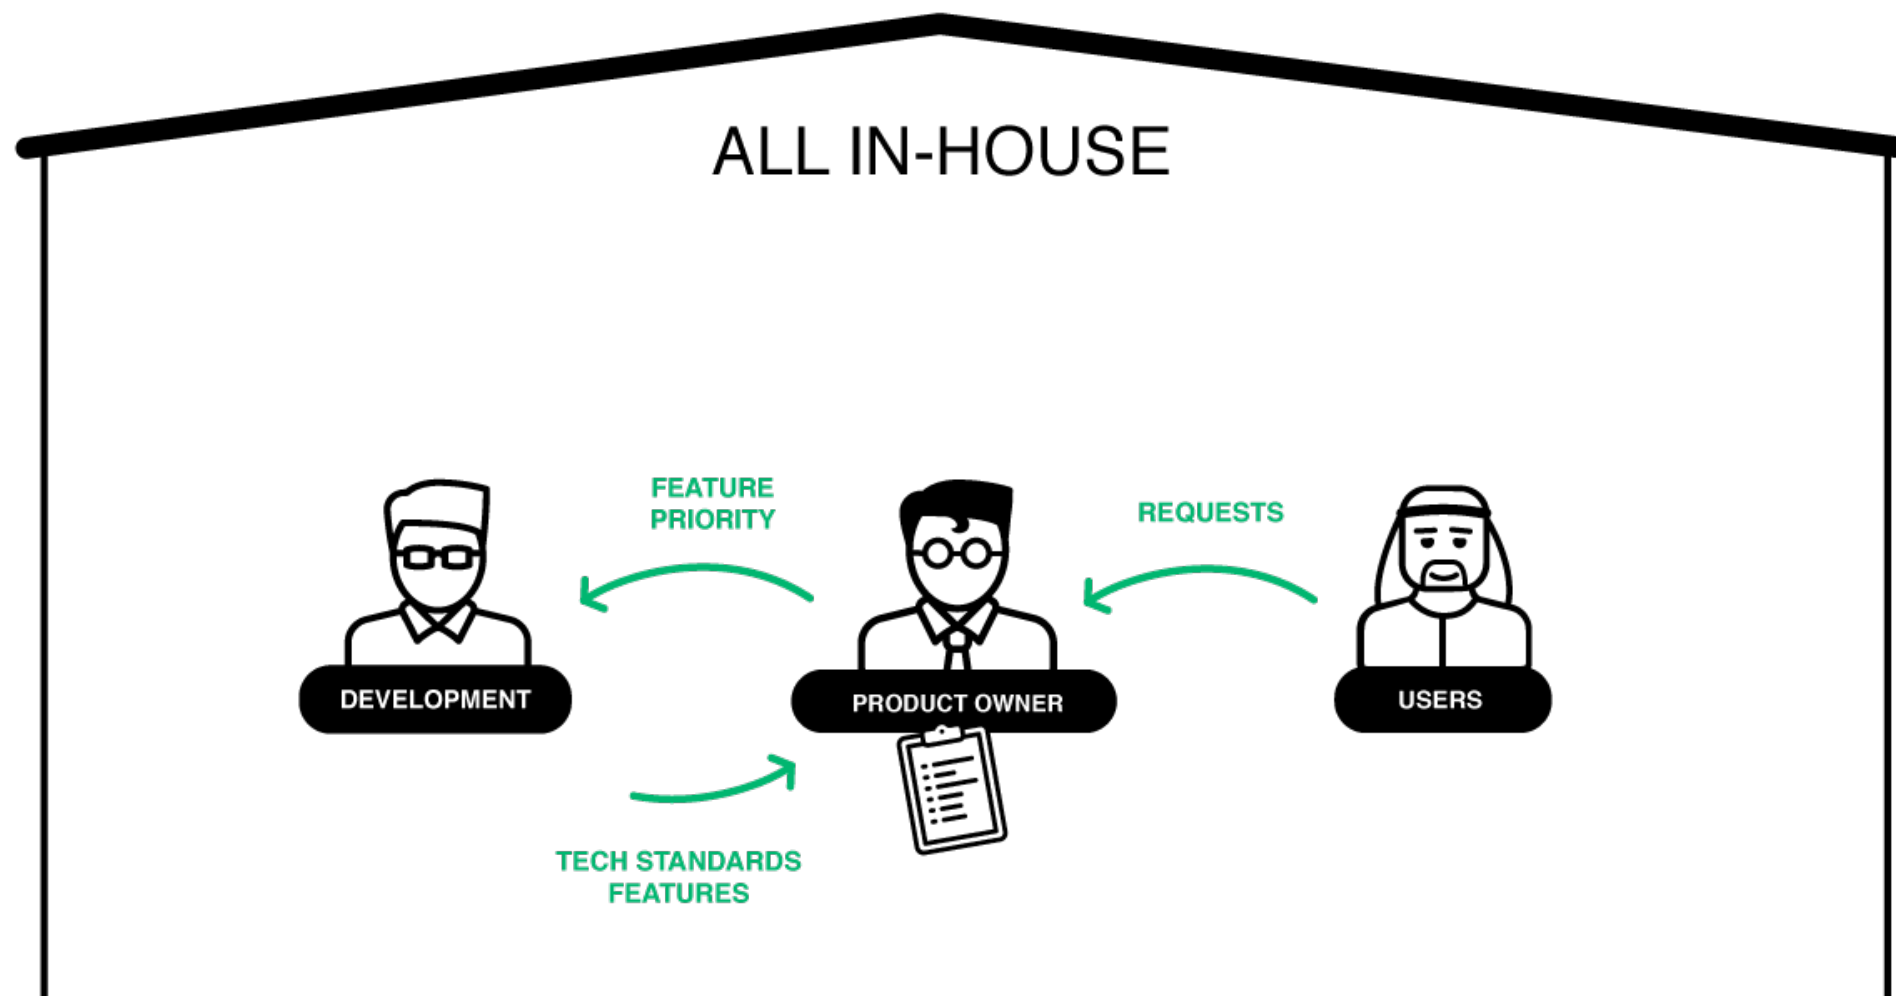 ALL IN-HOUSE
FEATURE
PRIORITY
REQUESTS
DEVELOPMENT
PRODUCT OWNER
USERS
TECH STANDARDS
FEATURES